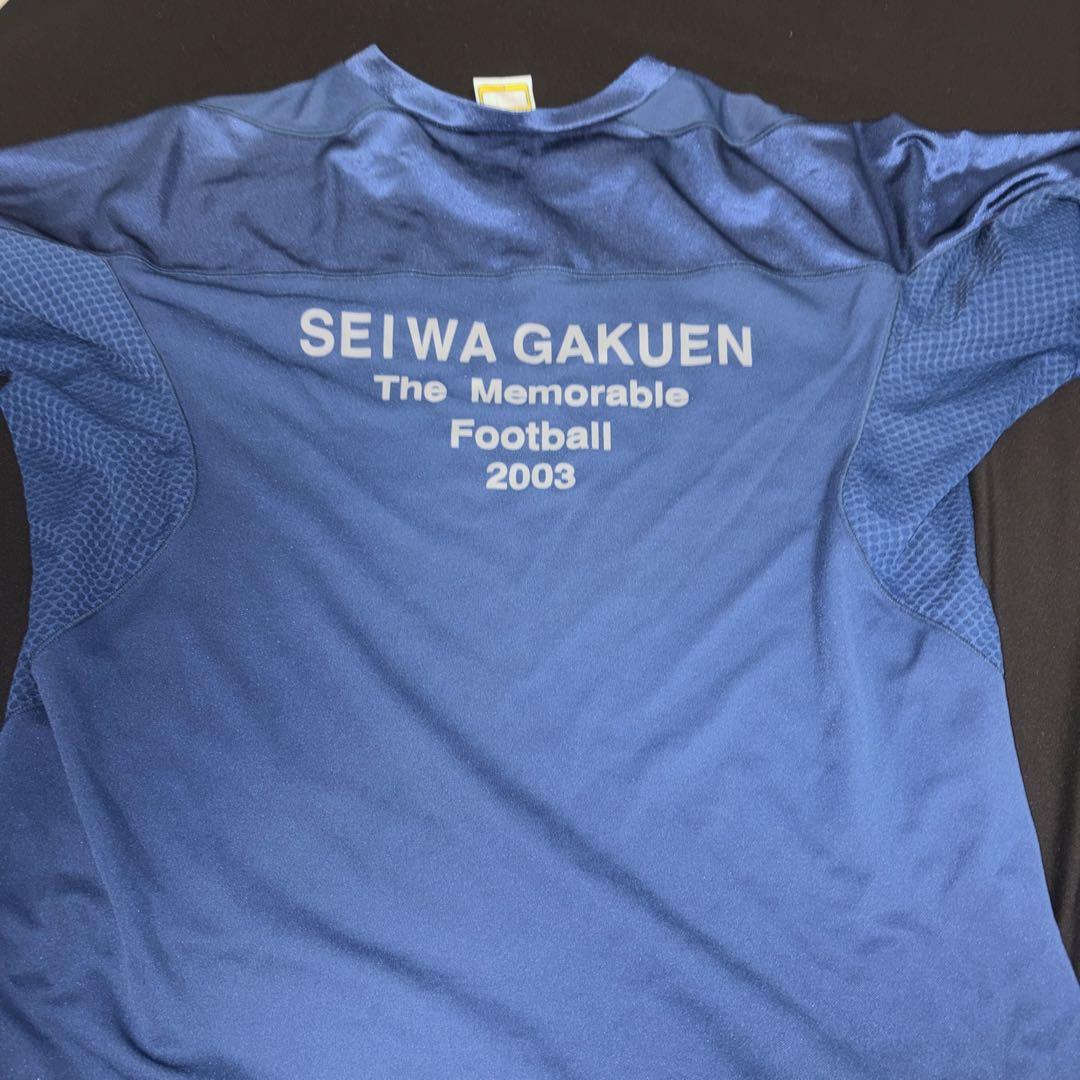 SEIWA GAKUEN
The Memorable
Football
2003